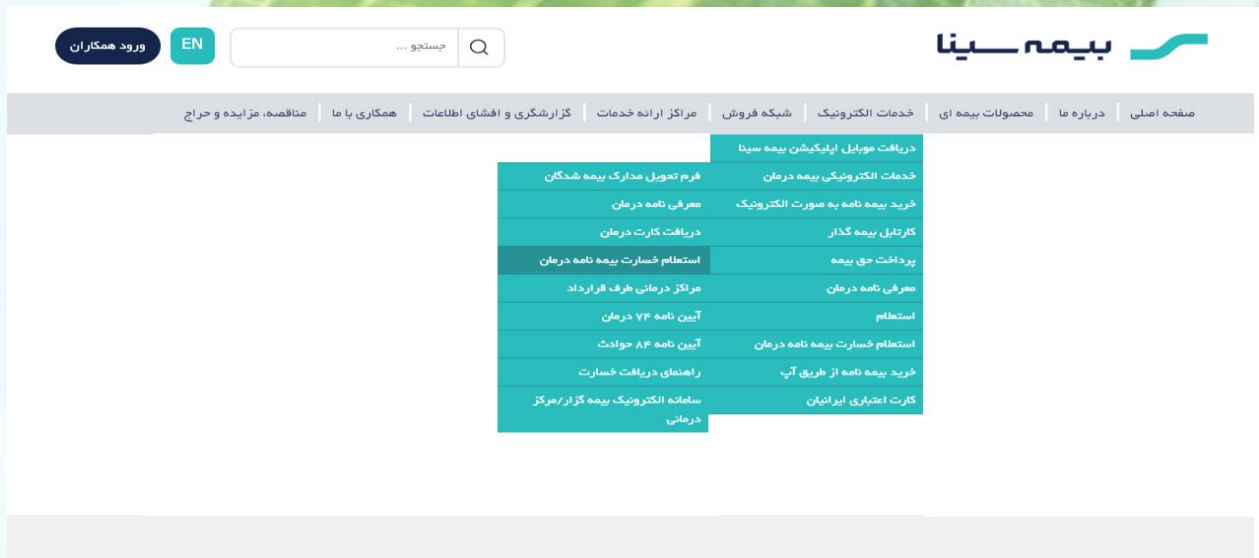 بیمه سینا
جستجو ...
EN
ورود همکاران
صفحه اصلی
درباره ما
محصولات بیمه ای
خدمات الکترونیک
شبکه فروش
مراکز ارائه خدمات
گزارشگری و افشای اطلاعات
همکاری با ما
مناقصه، مزایده و حراج
دریافت موبایل اپلیکیشن بیمه سینا
خدمات الکترونیکی بیمه درمان
خرید بیمه نامه به صورت الکترونیک
کارتابل بیمه گذار
پرداخت حق بیمه
معرفی نامه درمان
استعلام
استعلام خسارت بیمه نامه درمان
خرید بیمه نامه از طریق آپ
کارت اعتباری ایرانیان
فرم تحویل مدارک بیمه شدگان
معرفی نامه درمان
دریافت کارت درمان
استعلام خسارت بیمه نامه درمان
مراکز درمانی طرف قرارداد
آیین نامه ۷۴ درمان
آیین نامه ۸۴ حوادث
راهنمای دریافت خسارت
سامانه الکترونیک بیمه گزار/مرکز
درمانی